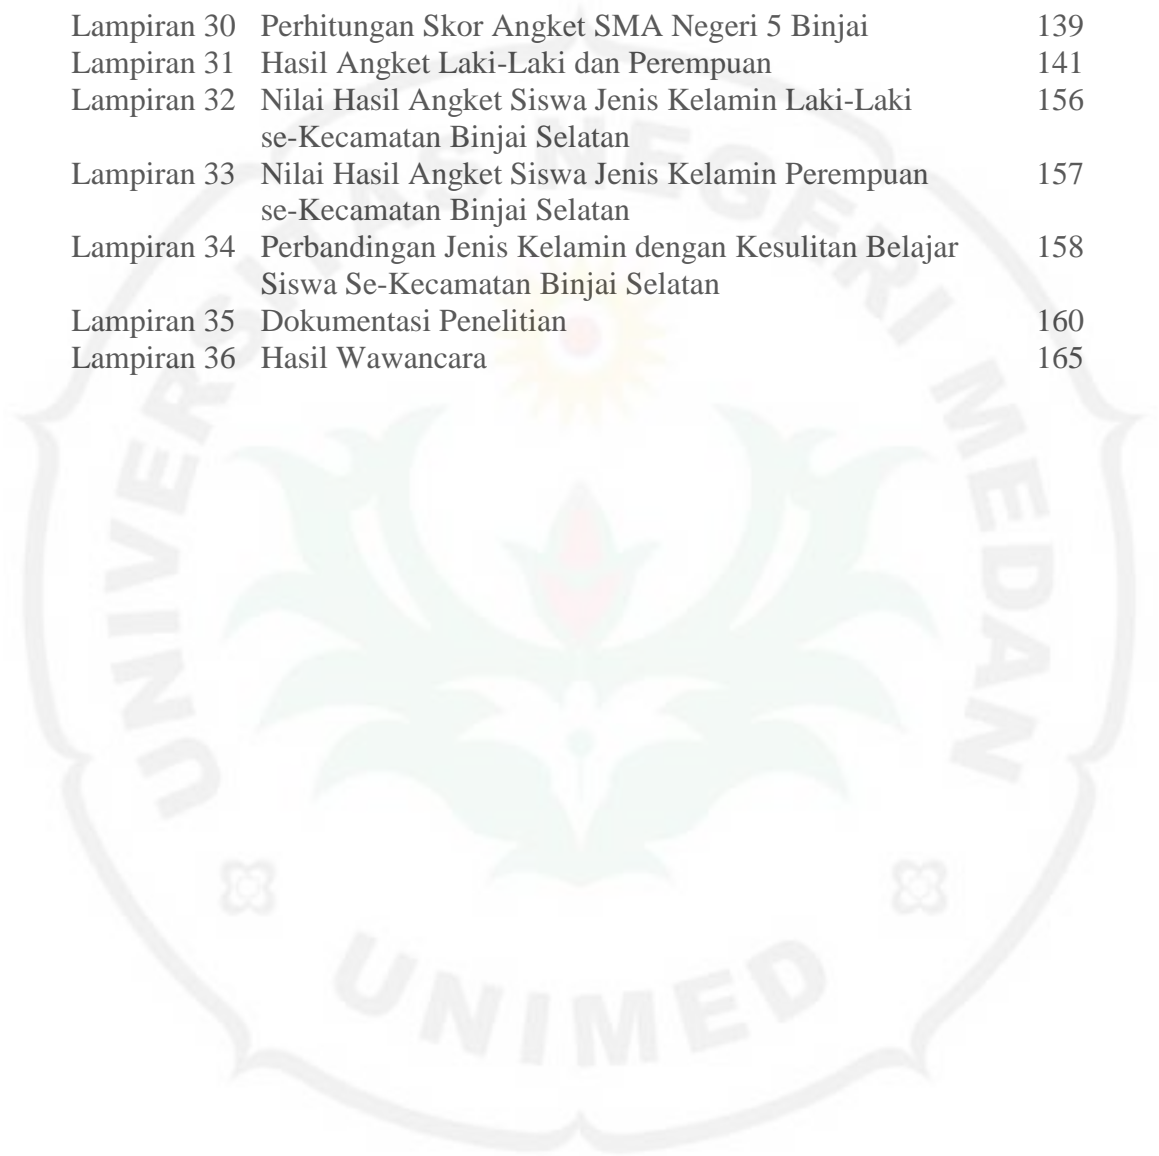 Lampiran 30 Perhitungan Skor Angket SMA Negeri 5 Binjai 139
Lampiran 31 Hasil Angket Laki-Laki dan Perempuan 141
Lampiran 32 Nilai Hasil Angket Siswa Jenis Kelamin Laki-Laki 156
se-Kecamatan Binjai Selatan
Lampiran 33 Nilai Hasil Angket Siswa Jenis Kelamin Perempuan 157
se-Kecamatan Binjai Selatan
Lampiran 34 Perbandingan Jenis Kelamin dengan Kesulitan Belajar 158
Siswa Se-Kecamatan Binjai Selatan
Lampiran 35 Dokumentasi Penelitian 160
Lampiran 36 Hasil Wawancara 165
UNIVERSITAS NEGERI MEDAN
UNIMED